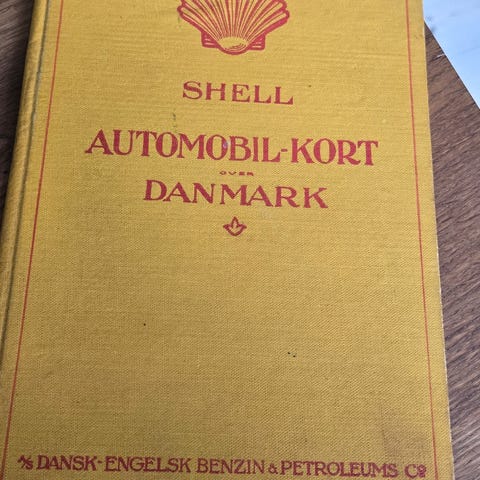 SHELL
AUTOMOBIL-KORT
OVER
DANMARK
A/S DANSK-ENGELSK BENZIN & PETROLEUMS Co